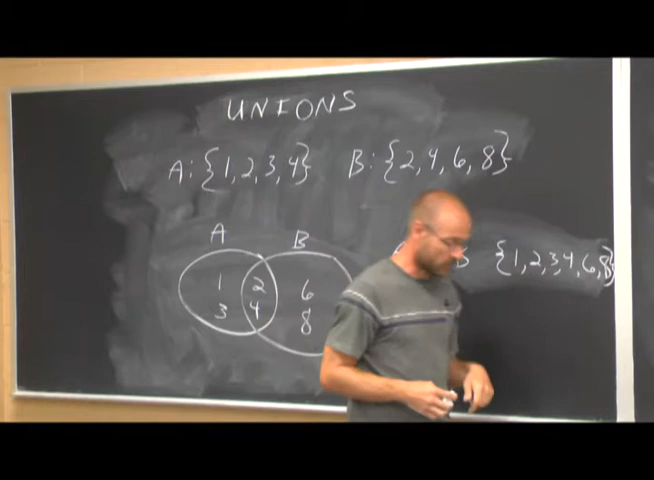 UNIONS
A: {1, 2, 3, 4} B: {2, 4, 6, 8}
A B
{1, 2, 3, 4, 6, 8}
1 2 6
3 4 8